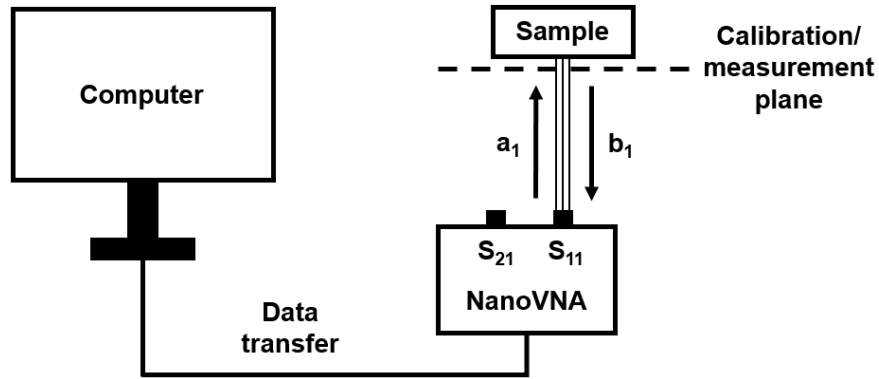 Sample
Calibration/
measurement
plane
Computer
a₁
b₁
S₂₁
S₁₁
NanoVNA
Data
transfer